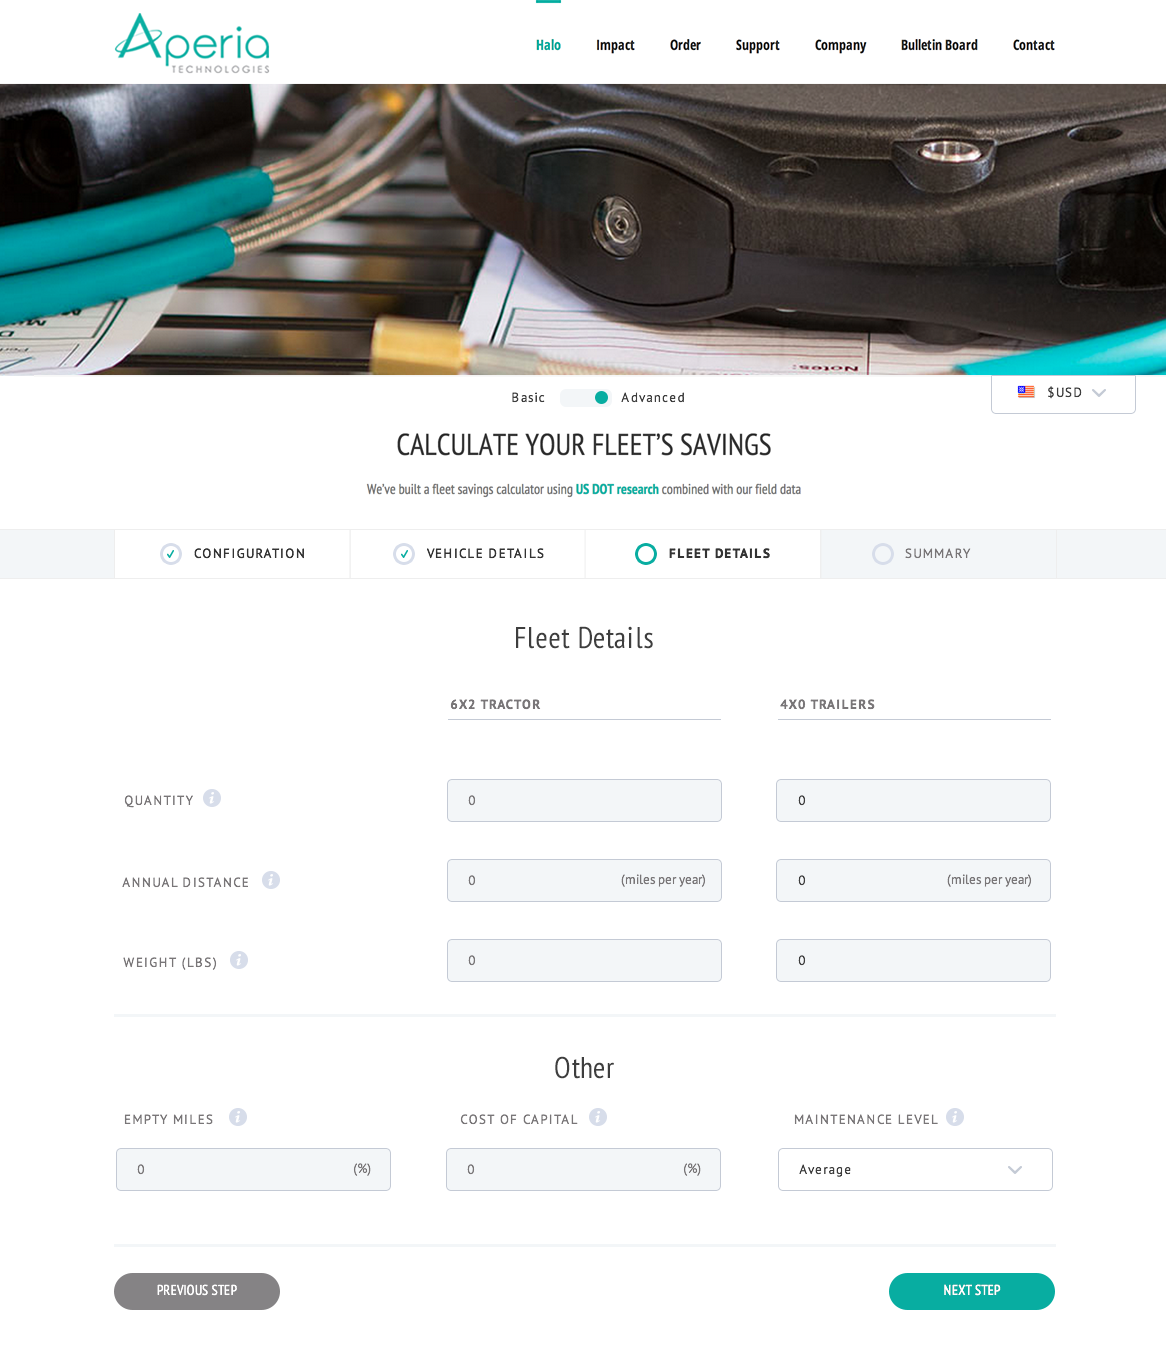 Aperia
TECHNOLOGIES
Halo Impact Order Support Company Bulletin Board Contact
Notes:
Basic Advanced
$USD
CALCULATE YOUR FLEET'S SAVINGS
We've built a fleet savings calculator using US DOT research combined with our field data
CONFIGURATION VEHICLE DETAILS FLEET DETAILS SUMMARY
Fleet Details
6X2 TRACTOR 4X0 TRAILERS
QUANTITY i 0 0
ANNUAL DISTANCE i 0 (miles per year) 0 (miles per year)
WEIGHT (LBS) i 0 0
Other
EMPTY MILES i COST OF CAPITAL i MAINTENANCE LEVEL i
0 (%) 0 (%) Average
PREVIOUS STEP NEXT STEP